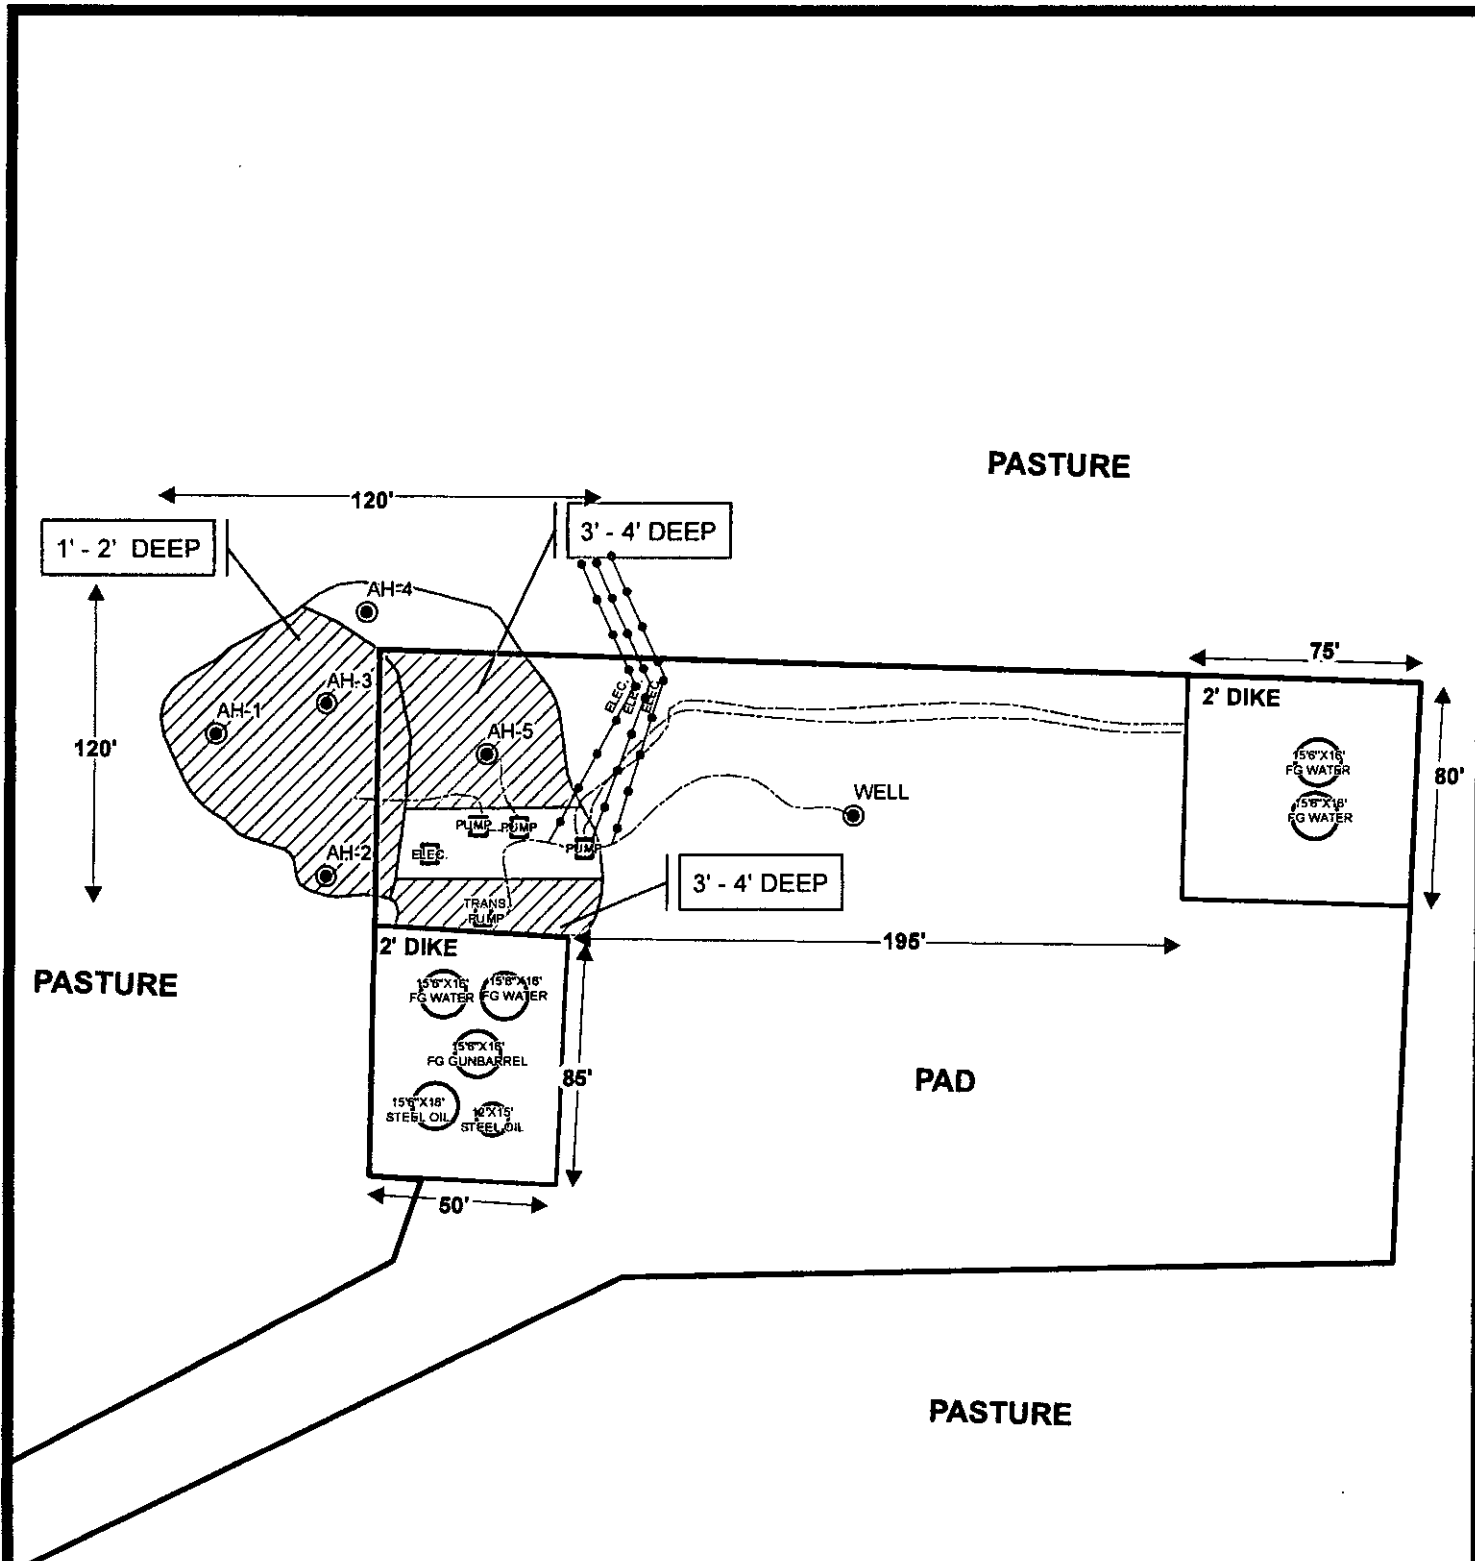 PASTURE
120'
3' - 4' DEEP
1' - 2' DEEP
AH-4
75'
AH-3
ELEC.
ELEC.
ELEC.
2' DIKE
AH-1
AH-5
120'
15'6"X16'
FG WATER
80'
WELL
15'6"X16'
FG WATER
PUMP
PUMP
PUMP
ELEC.
AH-2
3' - 4' DEEP
TRANS.
PUMP
2' DIKE
195'
PASTURE
15'6"X16'
FG WATER
15'6"X16'
FG WATER
15'6"X16'
FG GUNBARREL
85'
PAD
15'6"X16'
STEEL OIL
12'X15'
STEEL OIL
50'
PASTURE